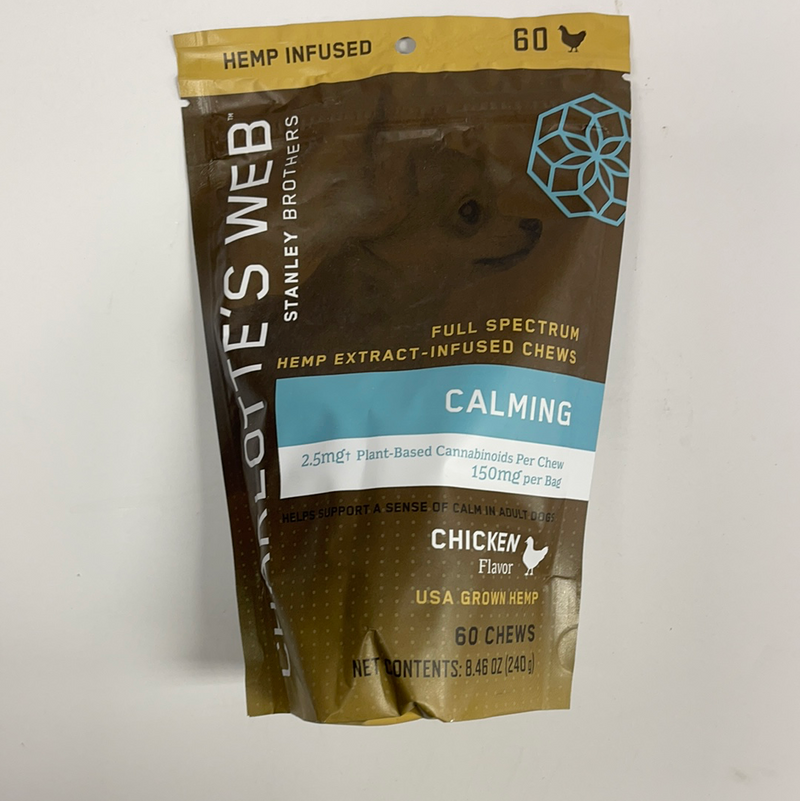 HEMP INFUSED
60
CHARLOTTE'S WEB™
STANLEY BROTHERS
FULL SPECTRUM
HEMP EXTRACT-INFUSED CHEWS
CALMING
2.5mg† Plant-Based Cannabinoids Per Chew
150mg per Bag
HELPS SUPPORT A SENSE OF CALM IN ADULT DOGS
CHICKEN
Flavor
USA GROWN HEMP
60 CHEWS
NET CONTENTS: 8.46 OZ (240 g)